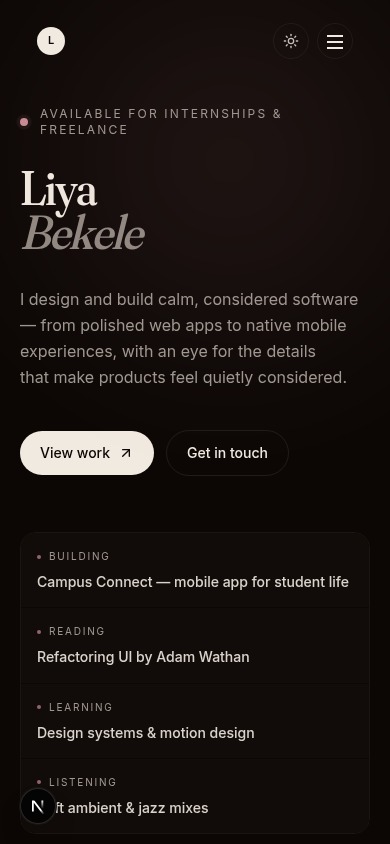 L
AVAILABLE FOR INTERNSHIPS &
FREELANCE
Liya
Bekele
I design and build calm, considered software
— from polished web apps to native mobile
experiences, with an eye for the details
that make products feel quietly considered.
View work
Get in touch
BUILDING
Campus Connect — mobile app for student life
READING
Refactoring UI by Adam Wathan
LEARNING
Design systems & motion design
LISTENING
N
ambient & jazz mixes